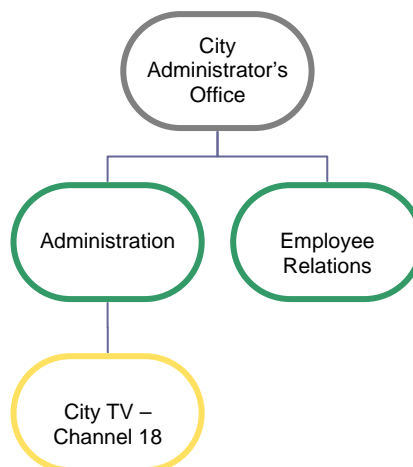 City
Administrator’s
Office
Administration
Employee
Relations
City TV –
Channel 18